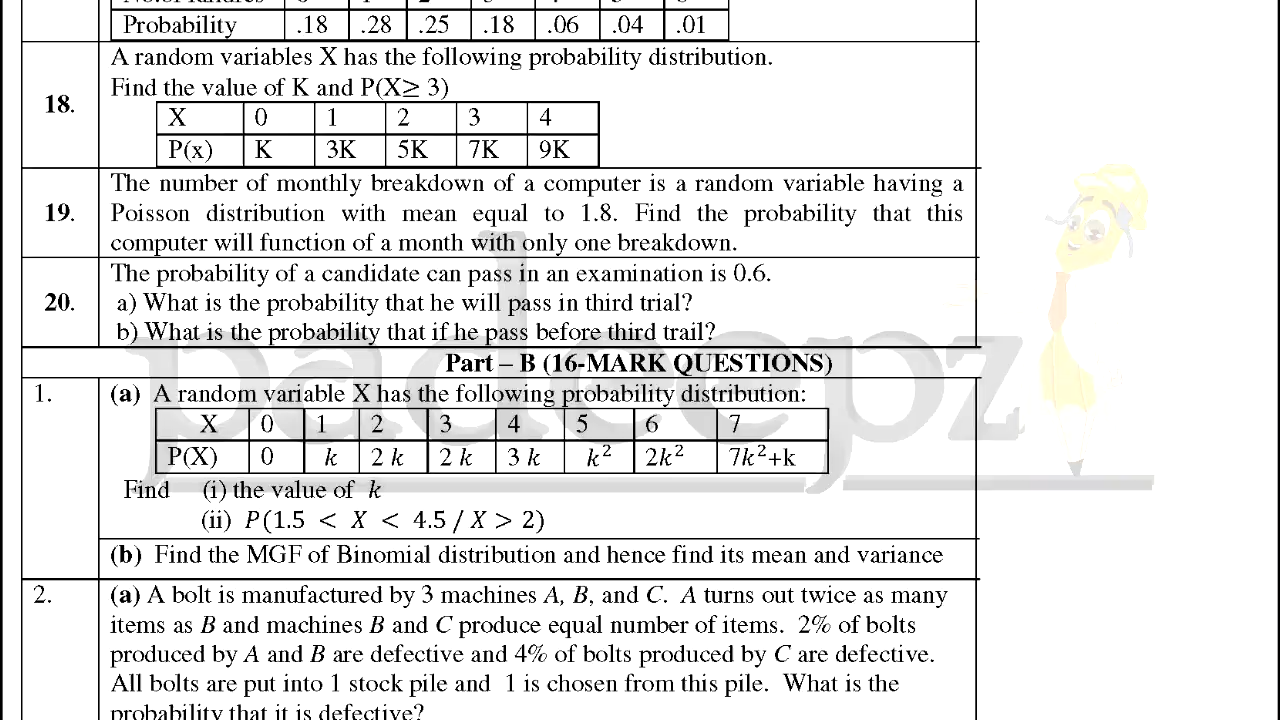 Probability .18 .28 .25 .18 .06 .04 .01
A random variables X has the following probability distribution.
Find the value of K and P(X≥ 3)
18.
X 0 1 2 3 4
P(x) K 3K 5K 7K 9K
The number of monthly breakdown of a computer is a random variable having a
19. Poisson distribution with mean equal to 1.8. Find the probability that this
computer will function of a month with only one breakdown.
The probability of a candidate can pass in an examination is 0.6.
20. a) What is the probability that he will pass in third trial?
b) What is the probability that if he pass before third trail?
Part – B (16-MARK QUESTIONS)
1. (a) A random variable X has the following probability distribution:
X 0 1 2 3 4 5 6 7
P(X) 0 k 2 k 2 k 3 k k² 2k² 7k²+k
Find (i) the value of k
(ii) P(1.5 < X < 4.5 / X > 2)
(b) Find the MGF of Binomial distribution and hence find its mean and variance
2. (a) A bolt is manufactured by 3 machines A, B, and C. A turns out twice as many
items as B and machines B and C produce equal number of items. 2% of bolts
produced by A and B are defective and 4% of bolts produced by C are defective.
All bolts are put into 1 stock pile and 1 is chosen from this pile. What is the
probability that it is defective?
padeepz